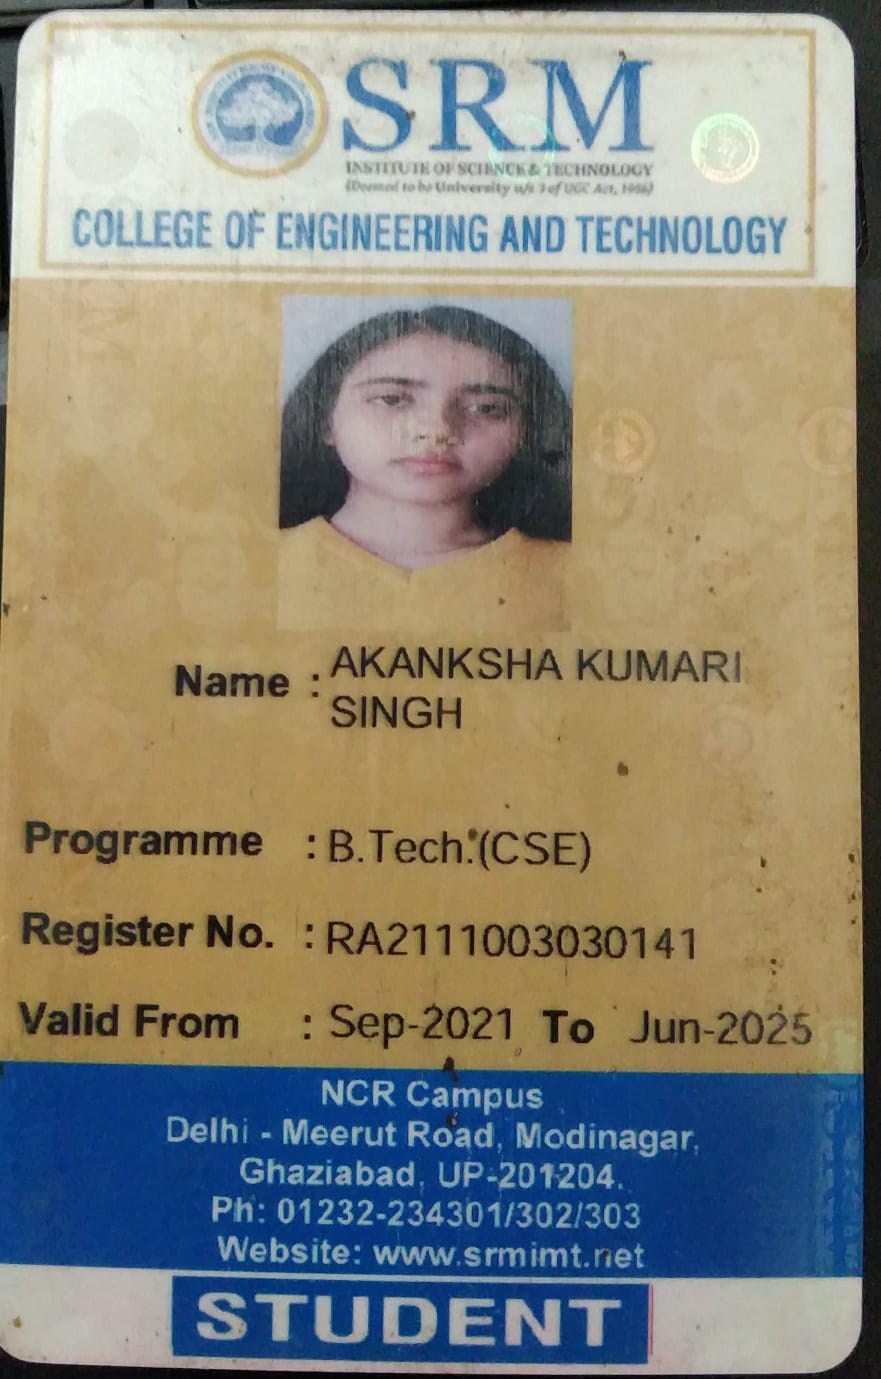 SRM
INSTITUTE OF SCIENCE & TECHNOLOGY
(Deemed to be University u/s 3 of UGC Act, 1956)
COLLEGE OF ENGINEERING AND TECHNOLOGY
Name : AKANKSHA KUMARI
SINGH
Programme : B.Tech.(CSE)
Register No. : RA2111003030141
Valid From : Sep-2021 To Jun-2025
NCR Campus
Delhi - Meerut Road, Modinagar,
Ghaziabad, UP-201204.
Ph: 01232-234301/302/303
Website: www.srmimt.net
STUDENT